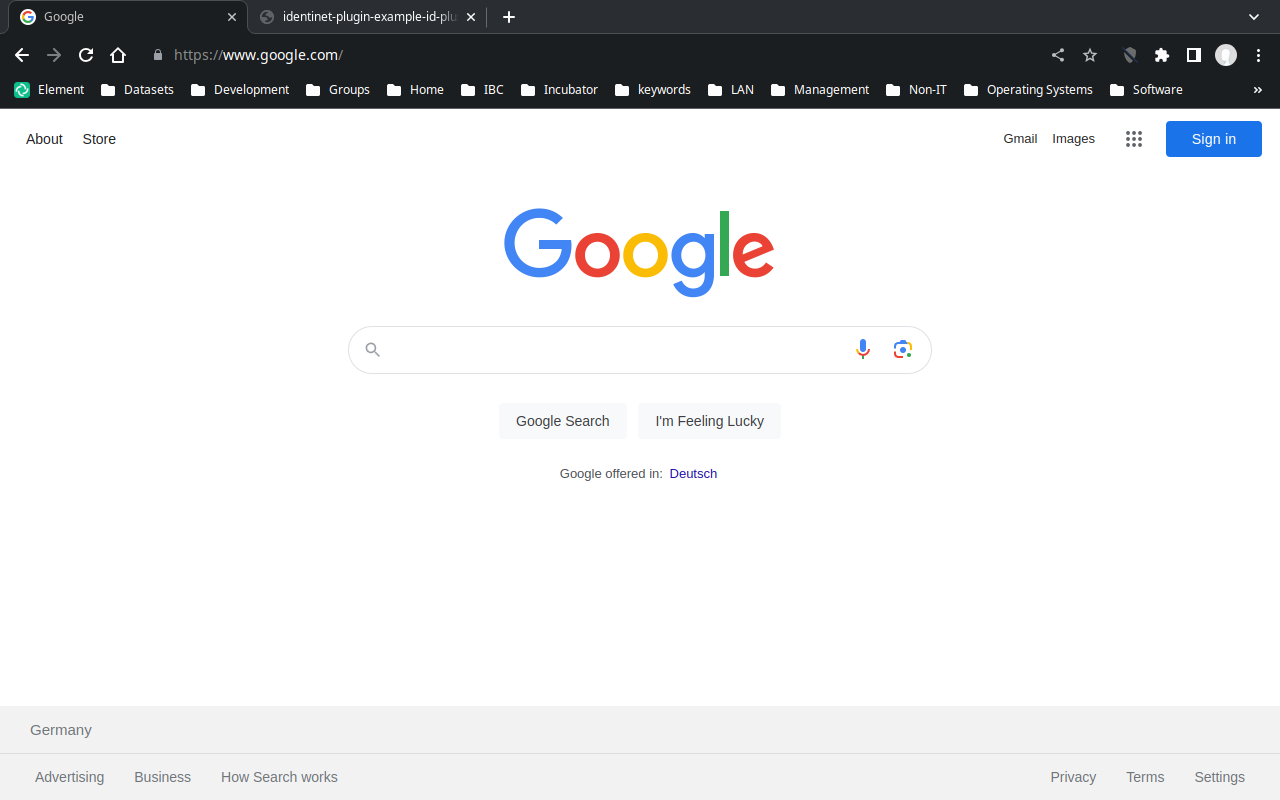 Google identinet-plugin-example-id-plu
https://www.google.com/
Element Datasets Development Groups Home IBC Incubator keywords LAN Management Non-IT Operating Systems Software »
About Store Gmail Images Sign in
Google
Google Search I'm Feeling Lucky
Google offered in: Deutsch
Germany
Advertising Business How Search works Privacy Terms Settings